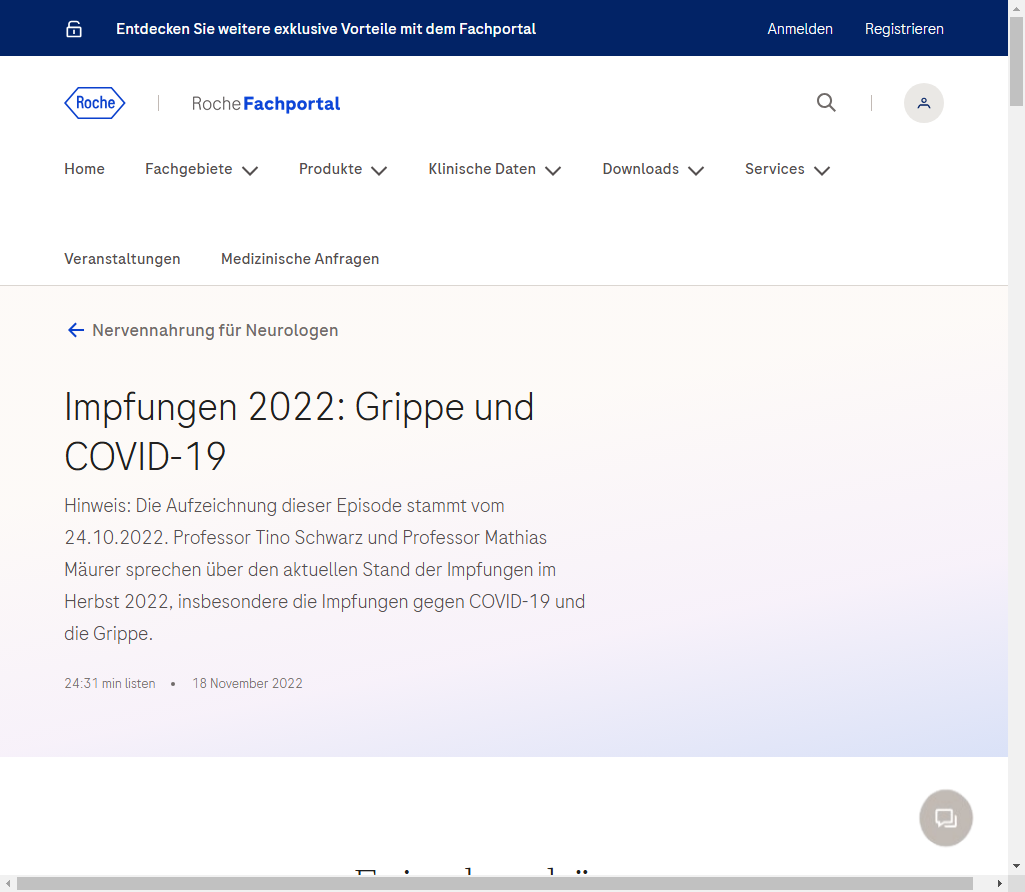 Entdecken Sie weitere exklusive Vorteile mit dem Fachportal
Anmelden
Registrieren
Roche
RocheFachportal
Home
Fachgebiete
Produkte
Klinische Daten
Downloads
Services
Veranstaltungen
Medizinische Anfragen
Nervennahrung für Neurologen
Impfungen 2022: Grippe und
COVID-19
Hinweis: Die Aufzeichnung dieser Episode stammt vom
24.10.2022. Professor Tino Schwarz und Professor Mathias
Mäurer sprechen über den aktuellen Stand der Impfungen im
Herbst 2022, insbesondere die Impfungen gegen COVID-19 und
die Grippe.
24:31 min listen • 18 November 2022